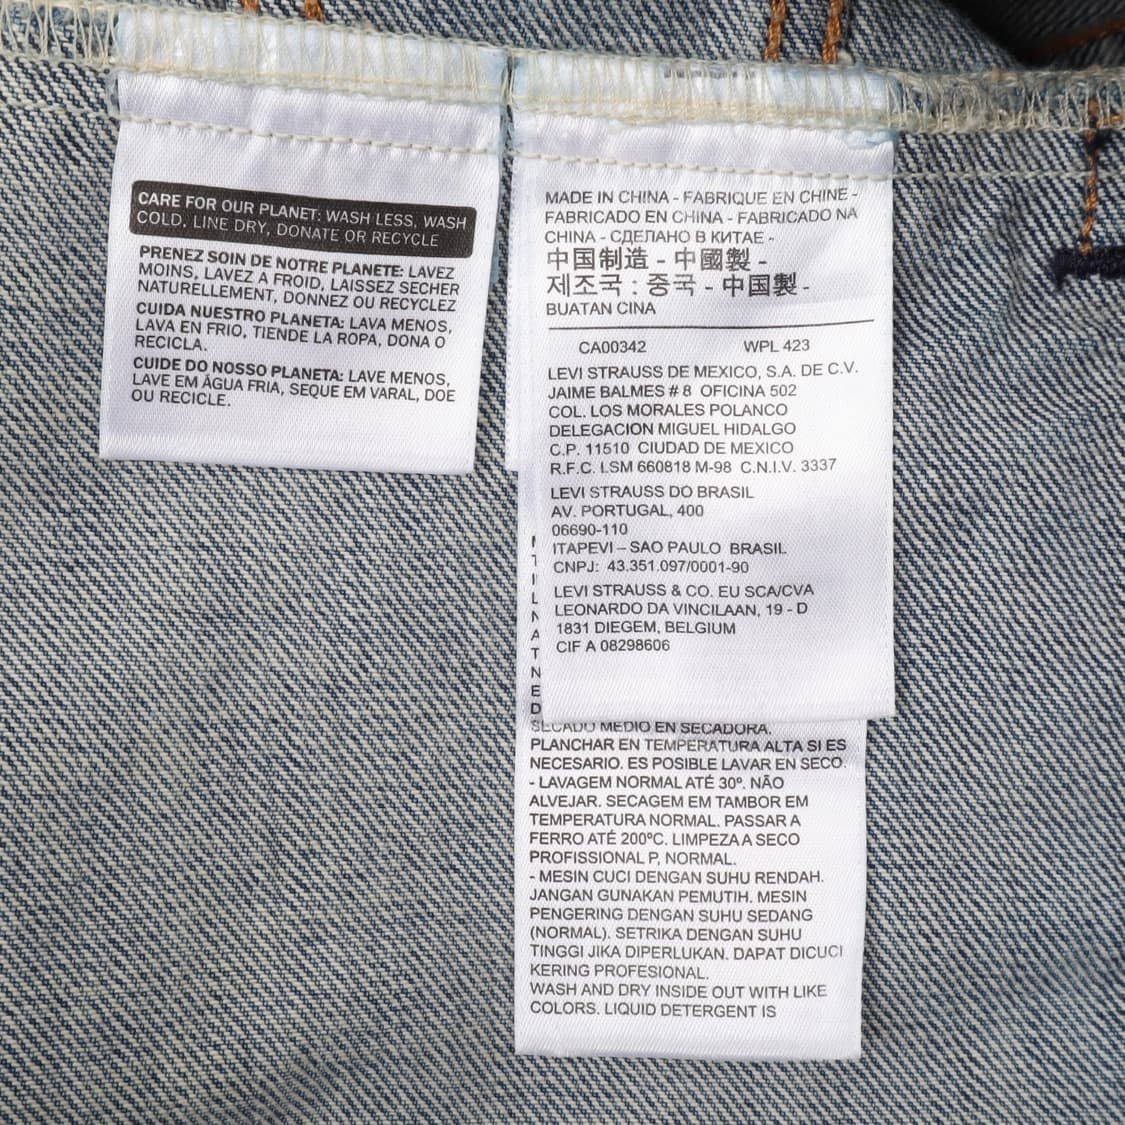 CARE FOR OUR PLANET: WASH LESS, WASH
COLD, LINE DRY, DONATE OR RECYCLE
PRENEZ SOIN DE NOTRE PLANETE: LAVEZ
MOINS, LAVEZ A FROID, LAISSEZ SECHER
NATURELLEMENT, DONNEZ OU RECYCLEZ
CUIDA NUESTRO PLANETA: LAVA MENOS,
LAVA EN FRIO, TIENDE LA ROPA, DONA O
RECICLA.
CUIDE DO NOSSO PLANETA: LAVE MENOS,
LAVE EM ÁGUA FRIA, SEQUE EM VARAL, DOE
OU RECICLE.
MADE IN CHINA - FABRIQUE EN CHINE -
FABRICADO EN CHINA - FABRICADO NA
CHINA - СДЕЛАНО В КИТАЕ -
中国制造 - 中國製 -
제조국 : 중국 - 中国製 -
BUATAN CINA
CA00342 WPL 423
LEVI STRAUSS DE MEXICO, S.A. DE C.V.
JAIME BALMES # 8 OFICINA 502
COL. LOS MORALES POLANCO
DELEGACION MIGUEL HIDALGO
C.P. 11510 CIUDAD DE MEXICO
R.F.C. LSM 660818 M-98 C.N.I.V. 3337
LEVI STRAUSS DO BRASIL
AV. PORTUGAL, 400
06690-110
ITAPEVI – SAO PAULO BRASIL
CNPJ: 43.351.097/0001-90
LEVI STRAUSS & CO. EU SCA/CVA
LEONARDO DA VINCILAAN, 19 - D
1831 DIEGEM, BELGIUM
CIF A 08298606
SECADO MEDIO EN SECADORA.
PLANCHAR EN TEMPERATURA ALTA SI ES
NECESARIO. ES POSIBLE LAVAR EN SECO.
- LAVAGEM NORMAL ATÉ 30º. NÃO
ALVEJAR. SECAGEM EM TAMBOR EM
TEMPERATURA NORMAL. PASSAR A
FERRO ATÉ 200ºC. LIMPEZA A SECO
PROFISSIONAL P, NORMAL.
- MESIN CUCI DENGAN SUHU RENDAH.
JANGAN GUNAKAN PEMUTIH. MESIN
PENGERING DENGAN SUHU SEDANG
(NORMAL). SETRIKA DENGAN SUHU
TINGGI JIKA DIPERLUKAN. DAPAT DICUCI
KERING PROFESIONAL.
WASH AND DRY INSIDE OUT WITH LIKE
COLORS. LIQUID DETERGENT IS